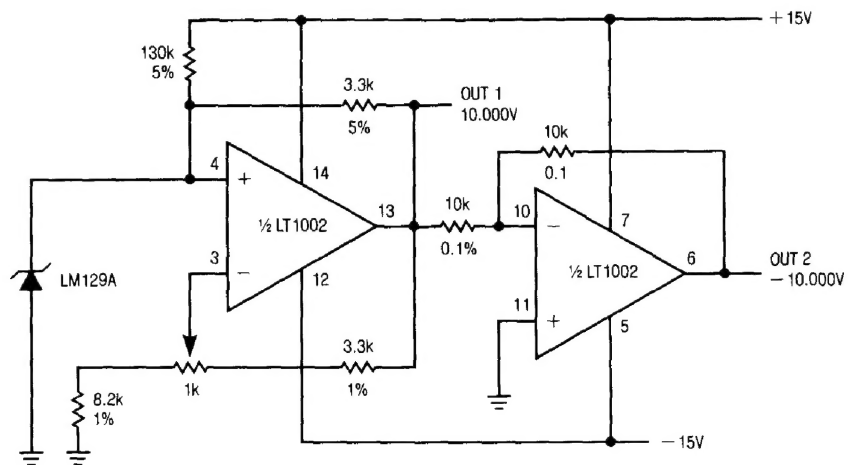 +15V
130k
5%
3.3k
5%
OUT 1
10.000V
4
+
14
½ LT1002
13
3
−
12
10k
0.1%
10k
0.1
10
−
7
½ LT1002
6
OUT 2
−10.000V
11
+
5
LM129A
1k
3.3k
1%
8.2k
1%
−15V